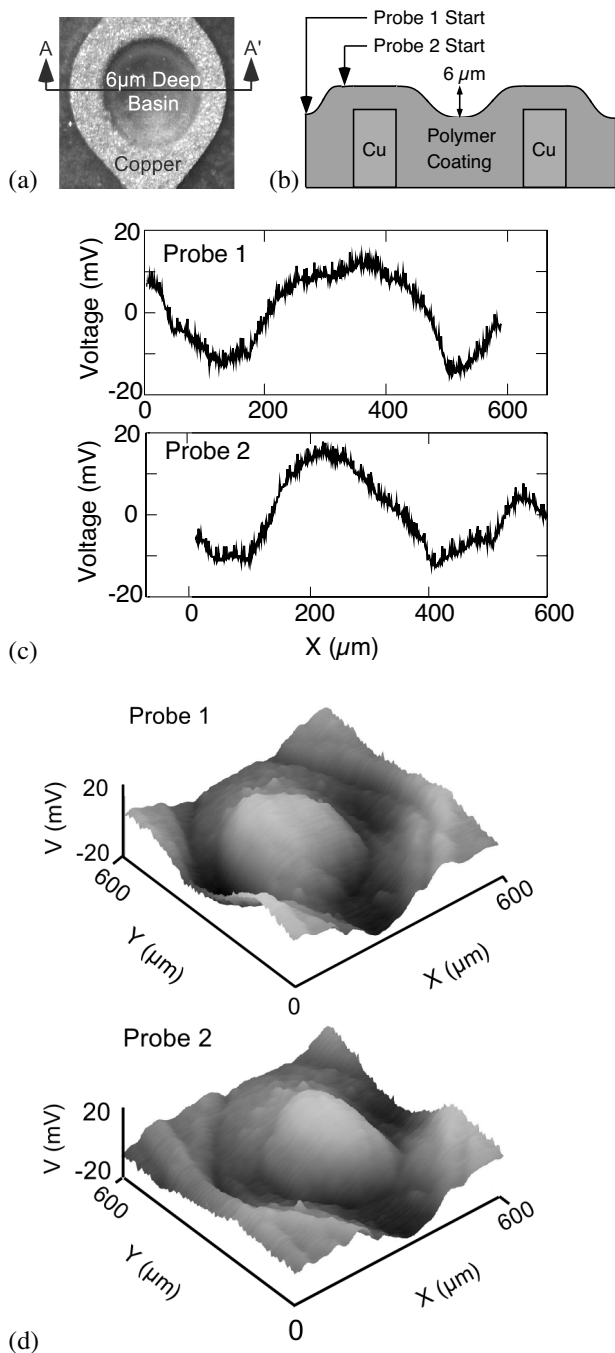 A A'
6μm Deep
Basin
Copper
(a)
Probe 1 Start
Probe 2 Start
6 μm
Cu
Polymer
Coating
Cu
(b)
Probe 1
Voltage (mV)
20
0
-20
0 200 400 600
Probe 2
Voltage (mV)
20
0
-20
0 200 400 600
X (μm)
(c)
Probe 1
V (mV)
20
-20
600
Y (μm)
0
X (μm)
600
Probe 2
V (mV)
20
-20
600
Y (μm)
0
X (μm)
600
(d)